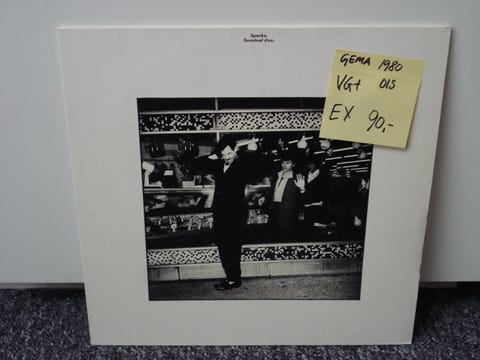 Sparks.
Terminal Jive.
GEMA 1980
VG+ OIS
EX 90,-